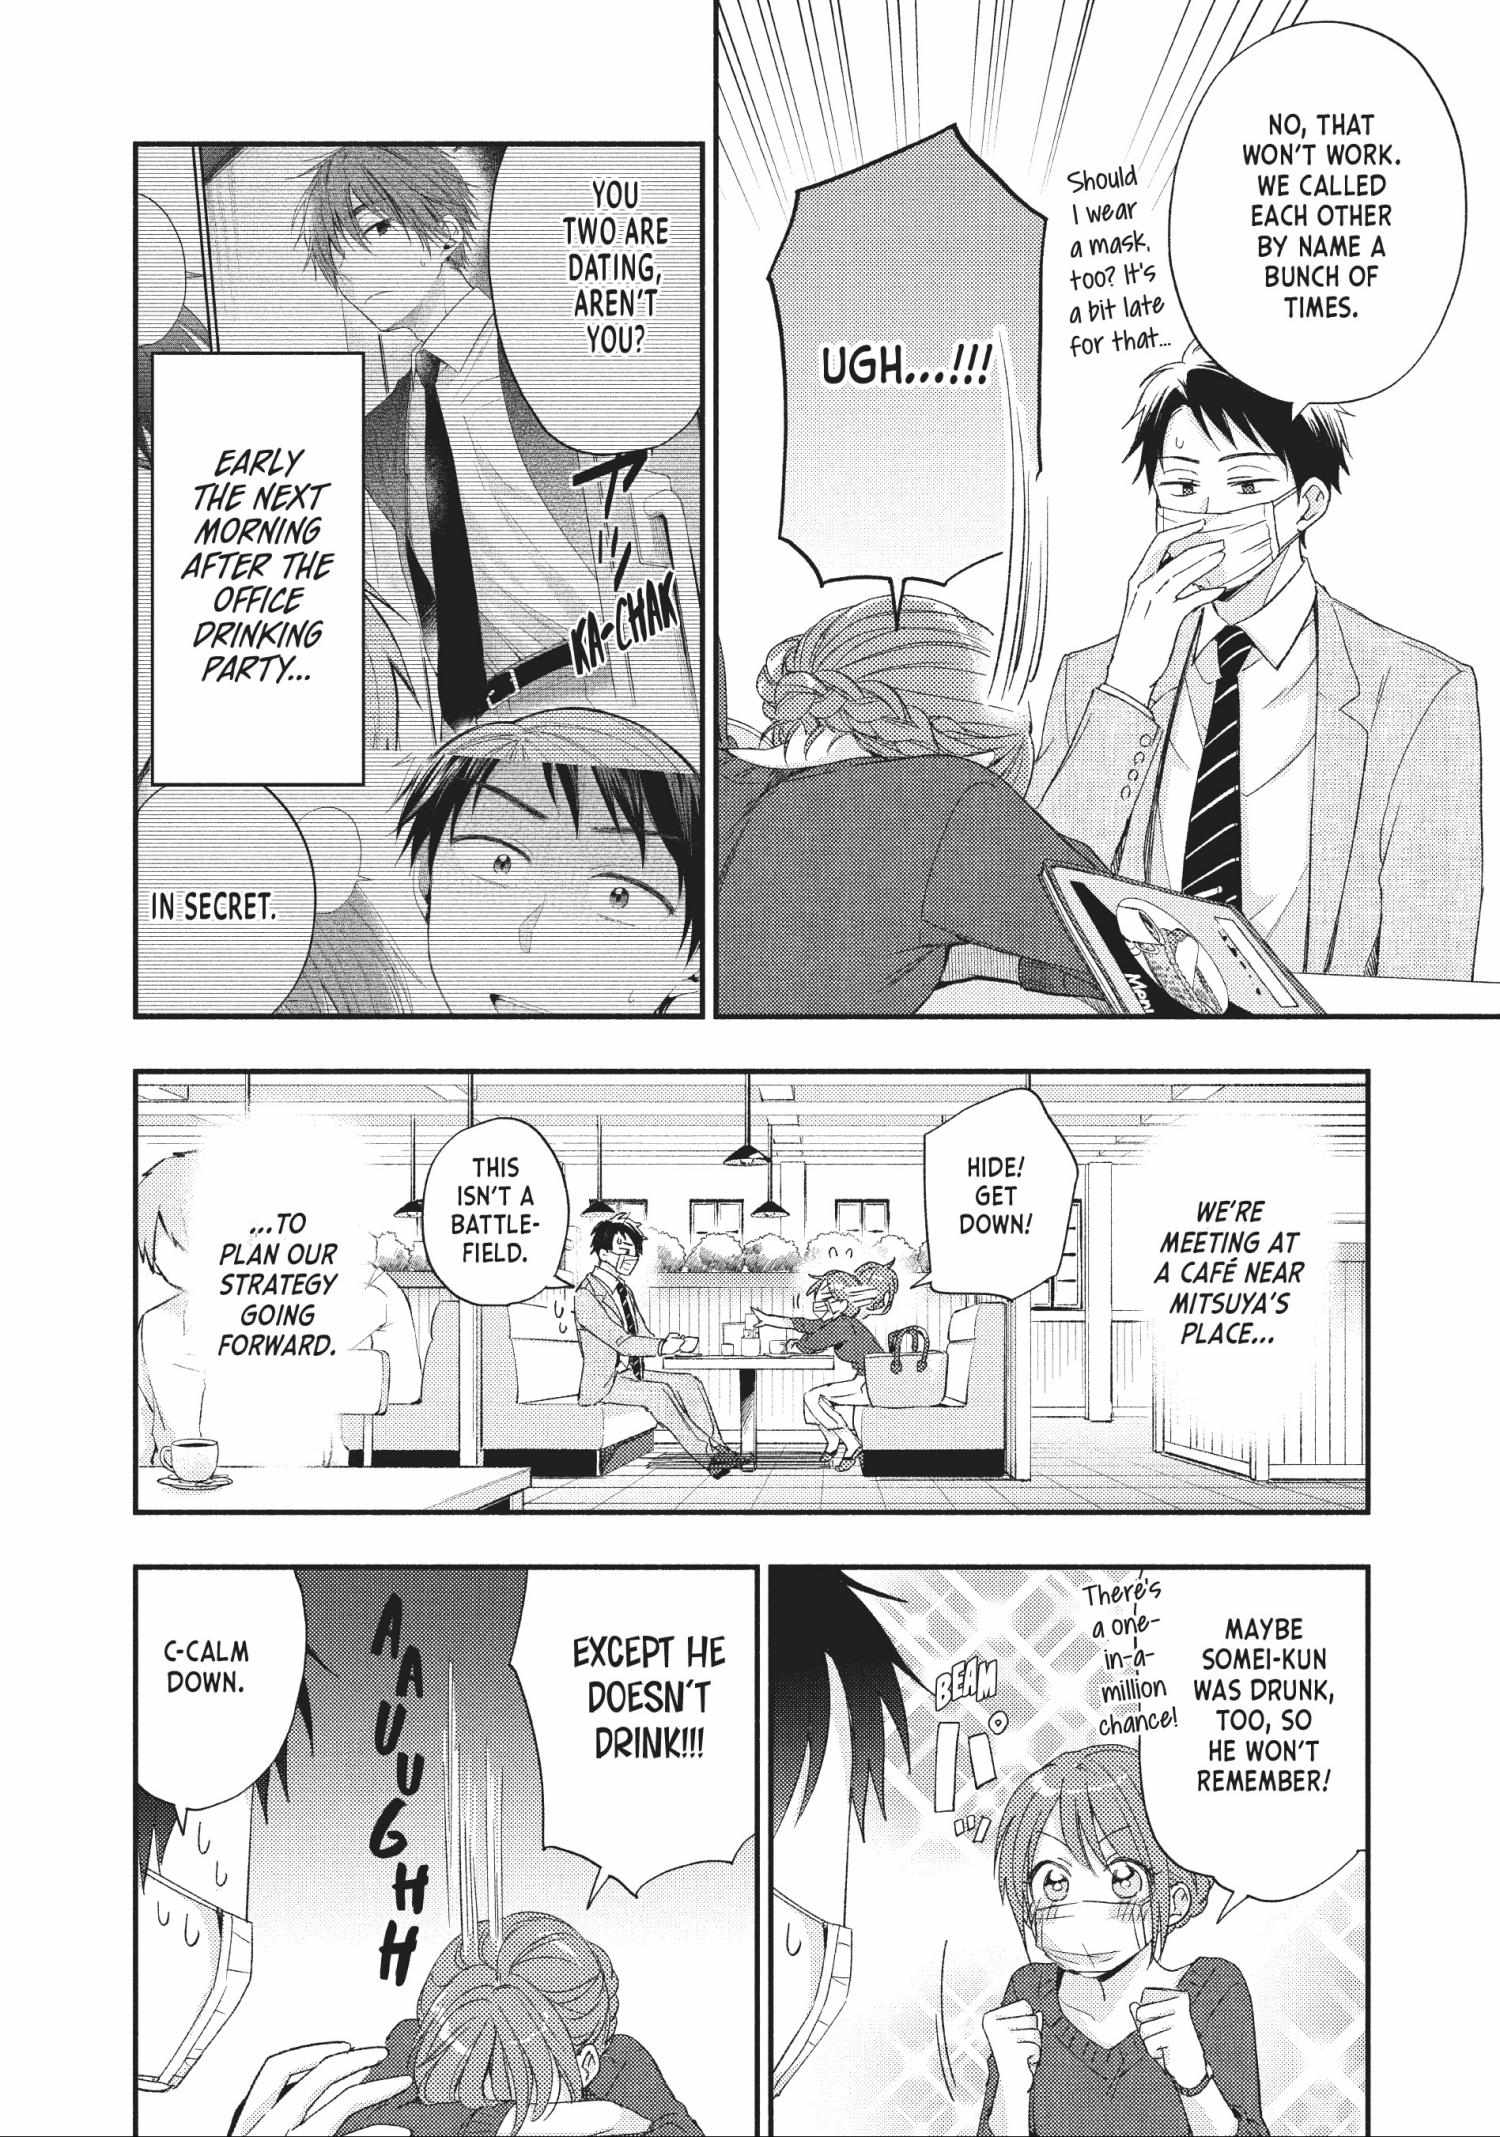 NO, THAT
WON'T WORK.
WE CALLED
EACH OTHER
BY NAME A
BUNCH OF
TIMES.
Should
I wear
a mask,
too? It's
a bit late
for that...
UGH...!!!
Menu
YOU
TWO ARE
DATING,
AREN'T
YOU?
KA-CHAK
EARLY
THE NEXT
MORNING
AFTER THE
OFFICE
DRINKING
PARTY...
IN SECRET.
WE'RE
MEETING AT
A CAFÉ NEAR
MITSUYA'S
PLACE...
HIDE!
GET
DOWN!
THIS
ISN'T A
BATTLE-
FIELD.
...TO
PLAN OUR
STRATEGY
GOING
FORWARD.
MAYBE
SOMEI-KUN
WAS DRUNK,
TOO, SO
HE WON'T
REMEMBER!
There's
a one-
in-a-
million
chance!
BEAM
EXCEPT HE
DOESN'T
DRINK!!!
AAAUUGHHH
C-CALM
DOWN.